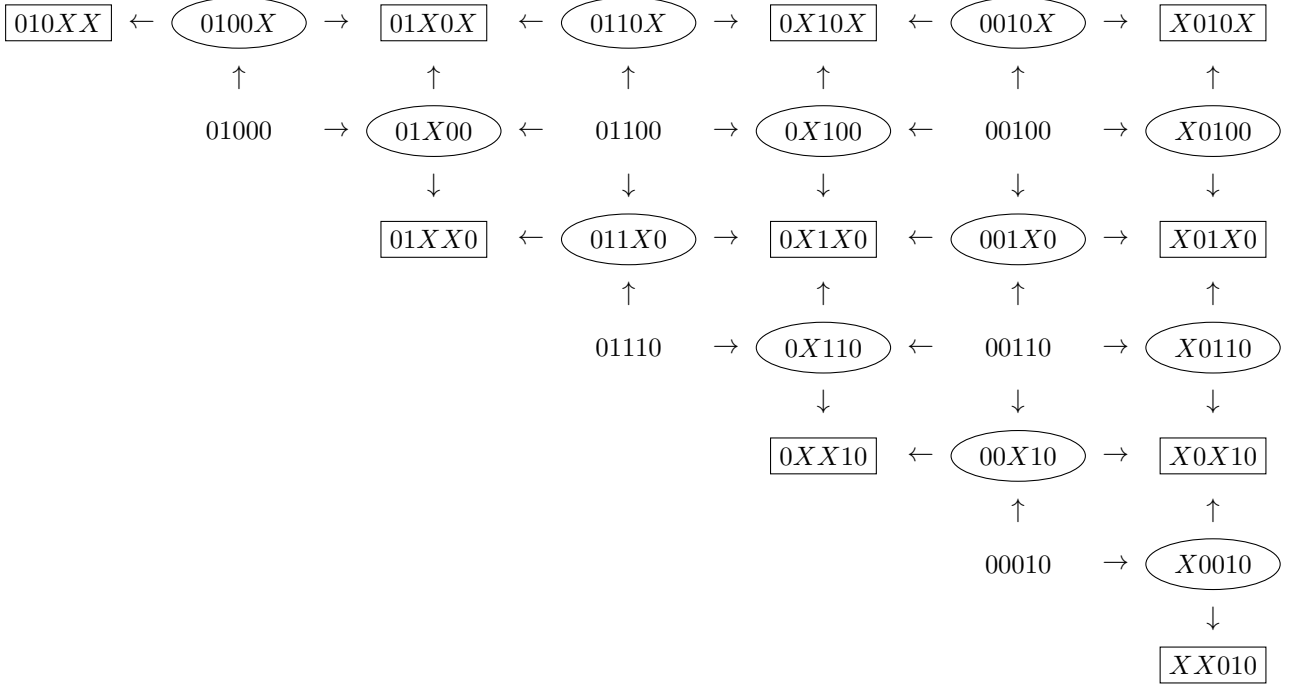 010XX ← 0100X → 01X0X ← 0110X → 0X10X ← 0010X → X010X
↑ ↑ ↑ ↑ ↑ ↑
01000 → 01X00 ← 01100 → 0X100 ← 00100 → X0100
↓ ↓ ↓ ↓ ↓
01XX0 ← 011X0 → 0X1X0 ← 001X0 → X01X0
↑ ↑ ↑ ↑
01110 → 0X110 ← 00110 → X0110
↓ ↓ ↓
0XX10 ← 00X10 → X0X10
↑ ↑
00010 → X0010
↓
XX010